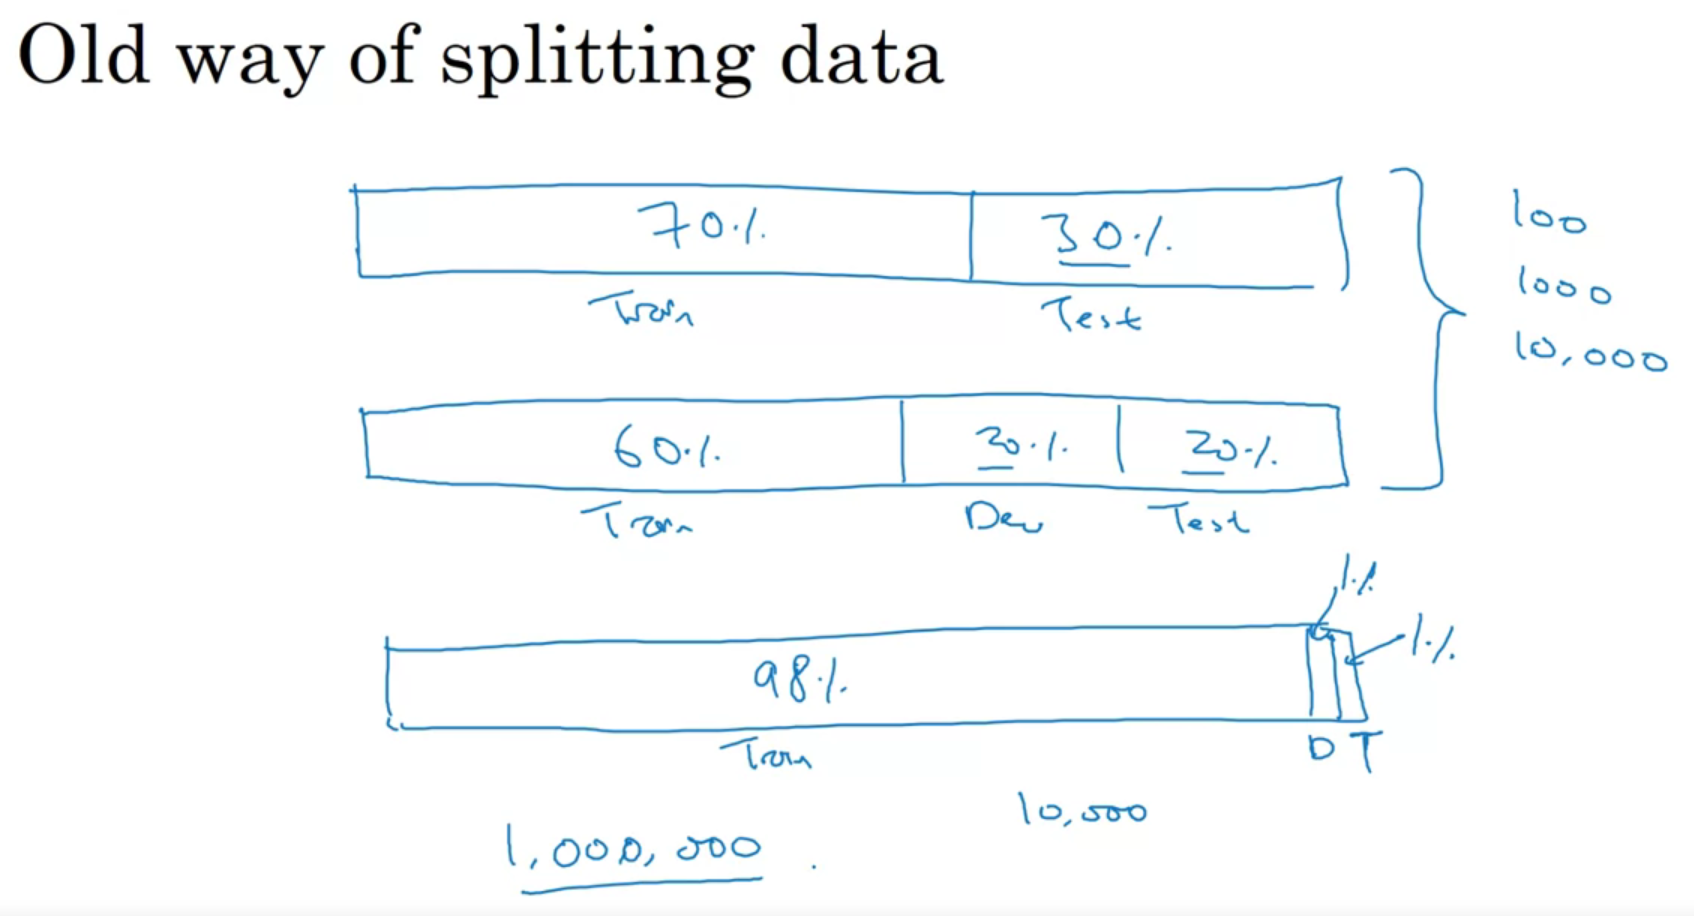 Old way of splitting data
70% 30%
Train Test
100
1000
10,000
60% 20% 20%
Train Dev Test
1%
1%
98%
Train D T
10,000
1,000,000